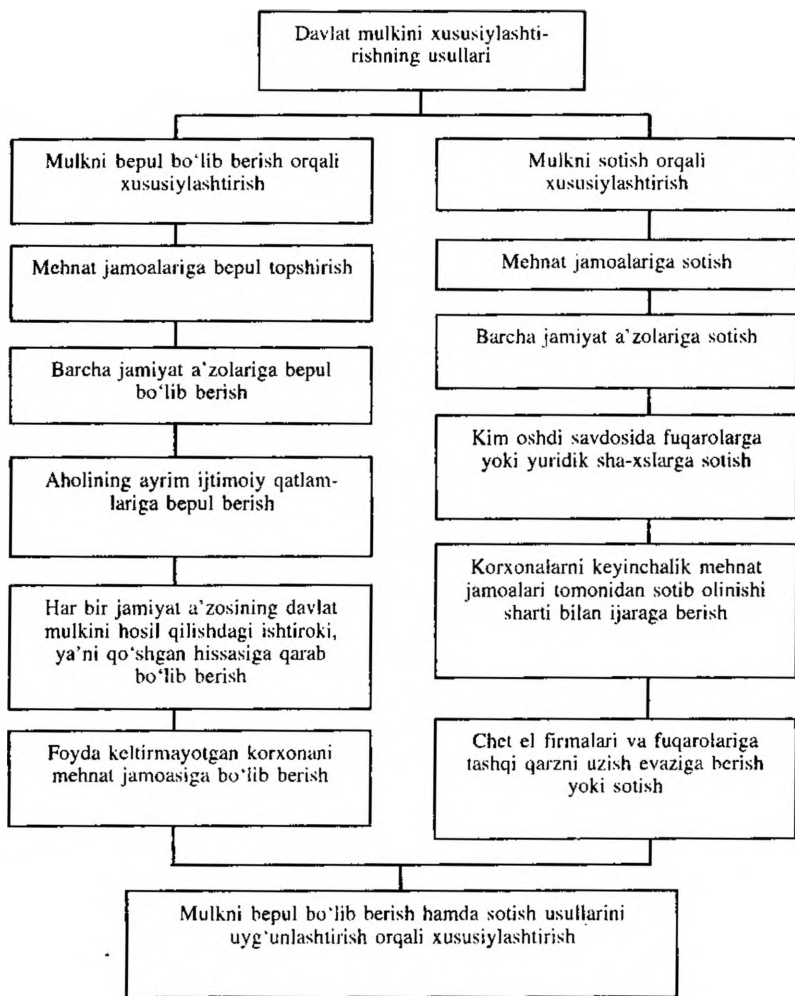 Davlat mulkini xususiylashti-
rishning usullari
Mulkni bepul bo‘lib berish orqali
xususiylashtirish
Mehnat jamoalariga bepul topshirish
Barcha jamiyat a’zolariga bepul
bo‘lib berish
Aholining ayrim ijtimoiy qatlam-
lariga bepul berish
Har bir jamiyat a’zosining davlat
mulkini hosil qilishdagi ishtiroki,
ya’ni qo‘shgan hissasiga qarab
bo‘lib berish
Foyda keltirmayotgan korxonani
mehnat jamoasiga bo‘lib berish
Mulkni sotish orqali
xususiylashtirish
Mehnat jamoalariga sotish
Barcha jamiyat a’zolariga sotish
Kim oshdi savdosida fuqarolarga
yoki yuridik sha-xslarga sotish
Korxonalarni keyinchalik mehnat
jamoalari tomonidan sotib olinishi
sharti bilan ijaraga berish
Chet el firmalari va fuqarolariga
tashqi qarzni uzish evaziga berish
yoki sotish
Mulkni bepul bo‘lib berish hamda sotish usullarini
uyg‘unlashtirish orqali xususiylashtirish